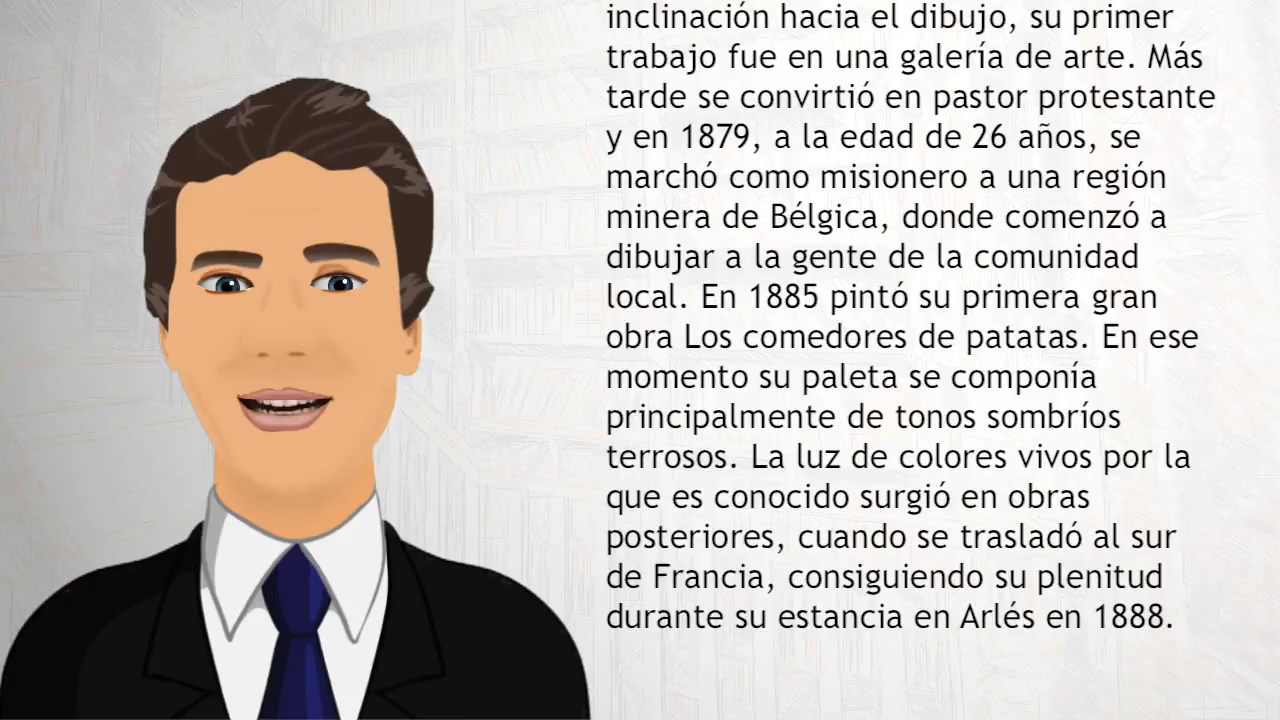 inclinación hacia el dibujo, su primer
trabajo fue en una galería de arte. Más
tarde se convirtió en pastor protestante
y en 1879, a la edad de 26 años, se
marchó como misionero a una región
minera de Bélgica, donde comenzó a
dibujar a la gente de la comunidad
local. En 1885 pintó su primera gran
obra Los comedores de patatas. En ese
momento su paleta se componía
principalmente de tonos sombríos
terrosos. La luz de colores vivos por la
que es conocido surgió en obras
posteriores, cuando se trasladó al sur
de Francia, consiguiendo su plenitud
durante su estancia en Arlés en 1888.